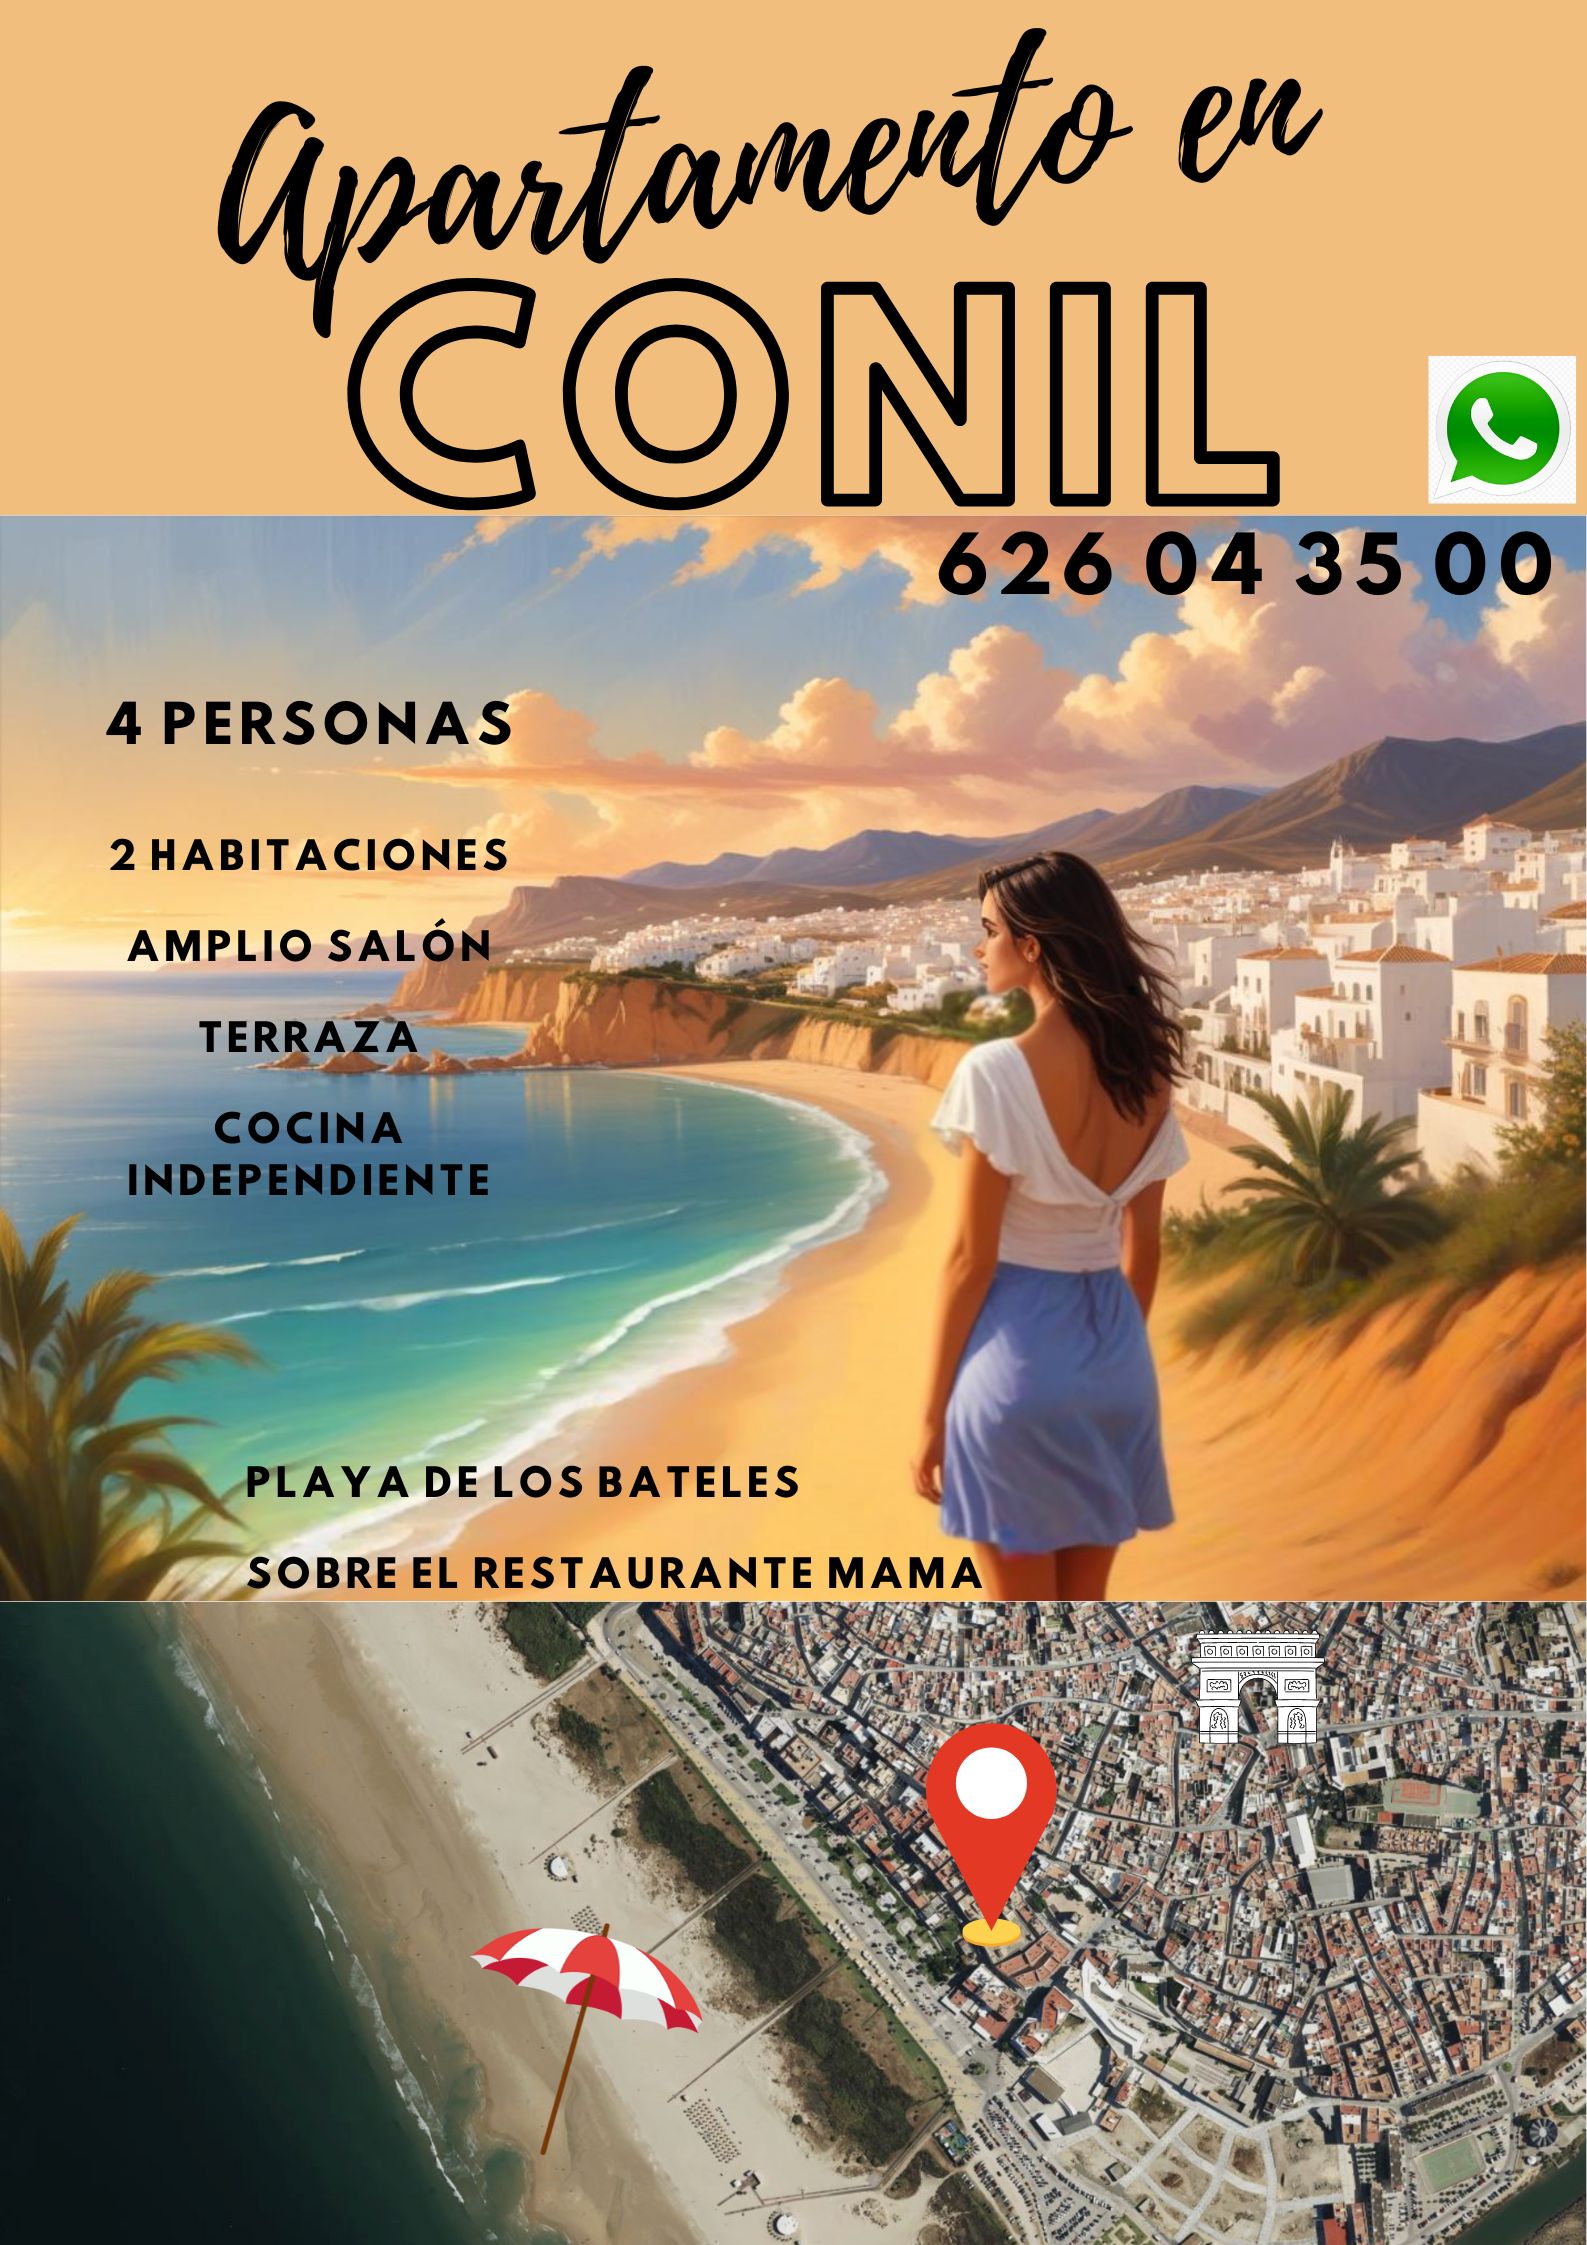 Apartamento en
CONIL
626 04 35 00
4 PERSONAS
2 HABITACIONES
AMPLIO SALÓN
TERRAZA
COCINA
INDEPENDIENTE
PLAYA DE LOS BATELES
SOBRE EL RESTAURANTE MAMA